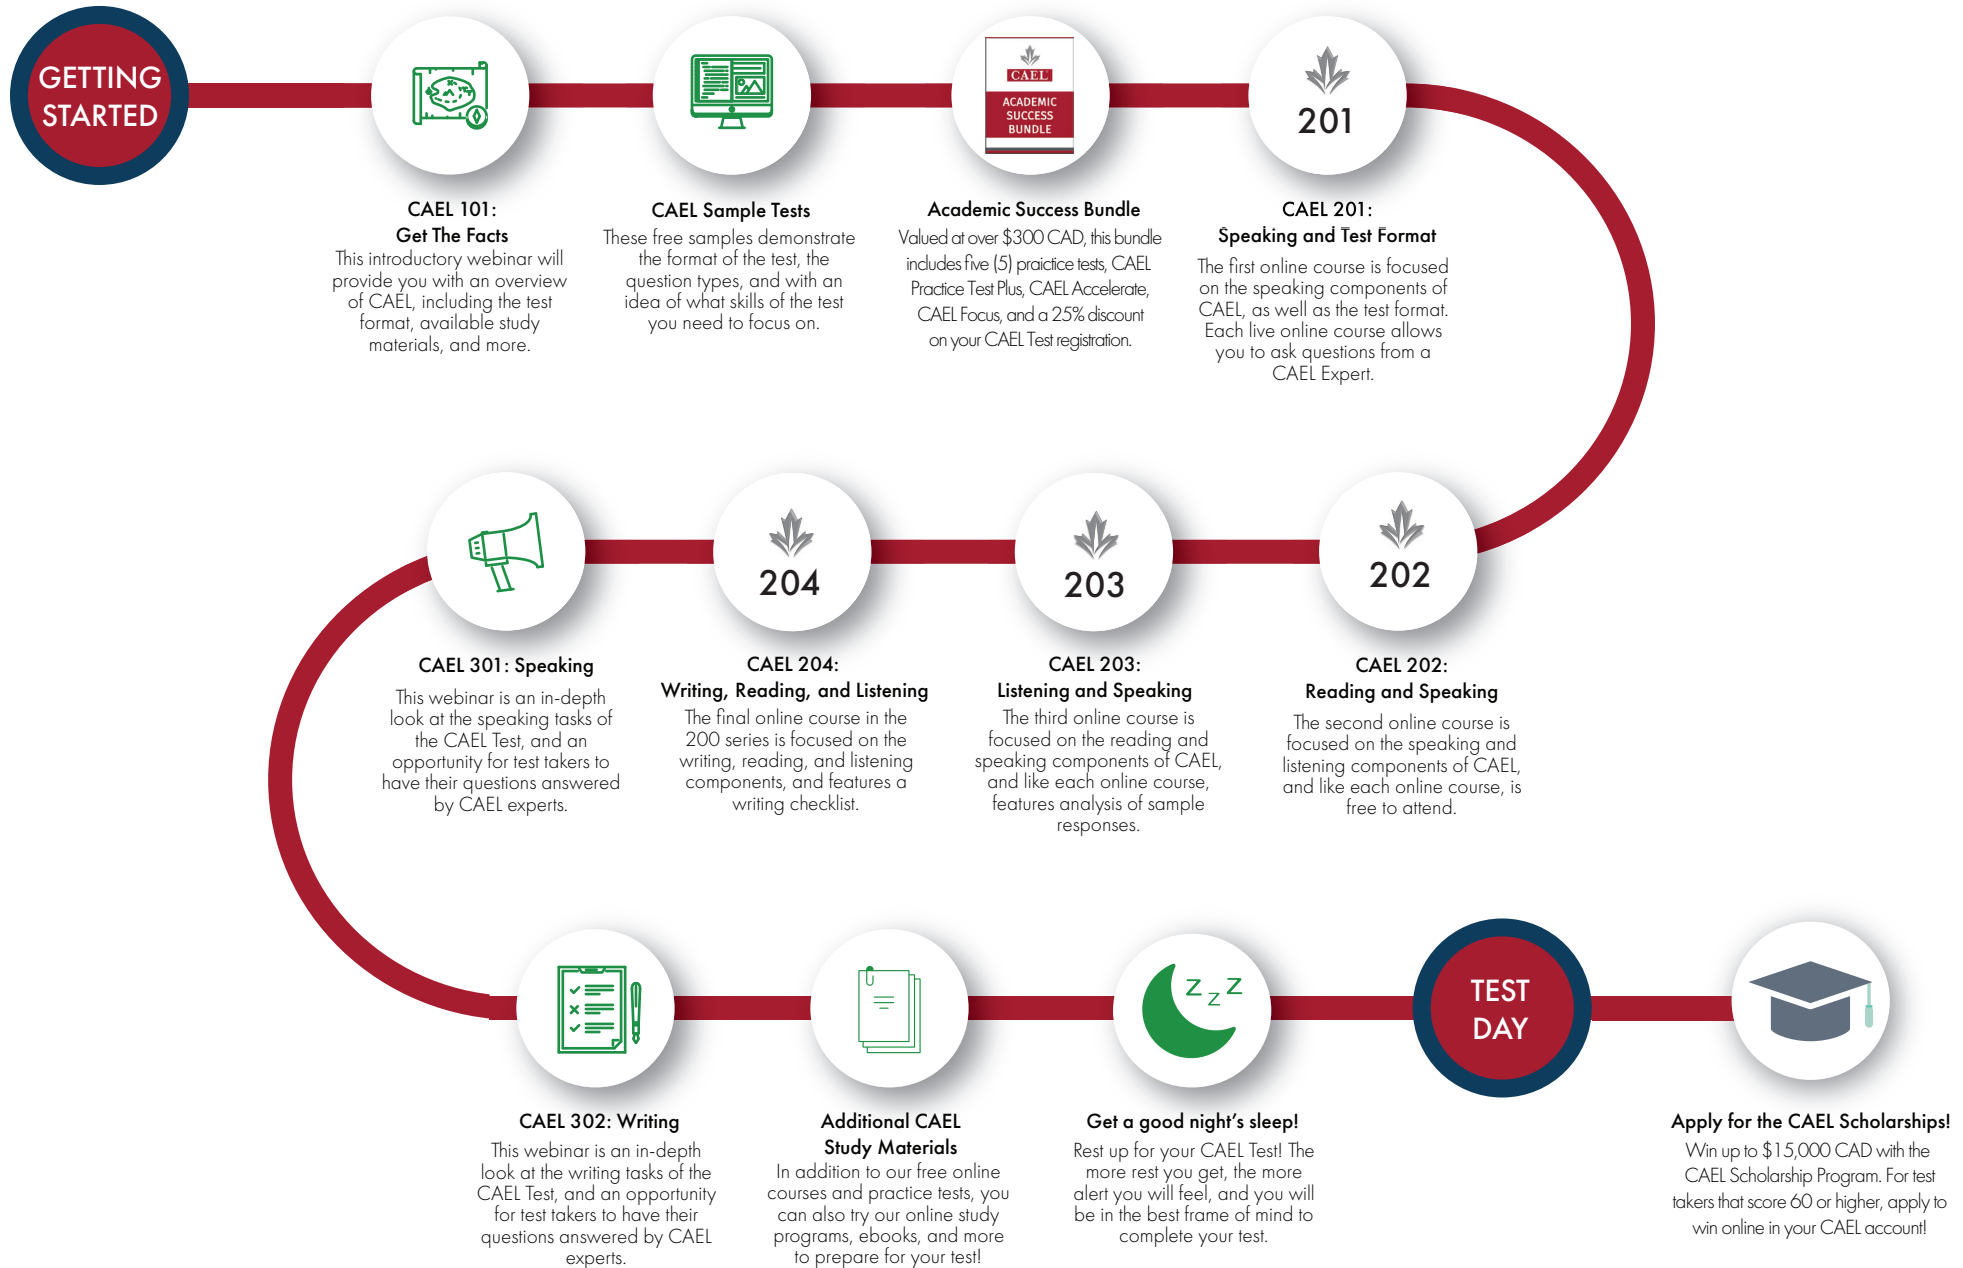 GETTING
STARTED
CAEL
ACADEMIC
SUCCESS
BUNDLE
201
CAEL 101:
Get The Facts
This introductory webinar will
provide you with an overview
of CAEL, including the test
format, available study
materials, and more.
CAEL Sample Tests
These free samples demonstrate
the format of the test, the
question types, and with an
idea of what skills of the test
you need to focus on.
Academic Success Bundle
Valued at over $300 CAD, this bundle
includes five (5) praictice tests, CAEL
Practice Test Plus, CAEL Accelerate,
CAEL Focus, and a 25% discount
on your CAEL Test registration.
CAEL 201:
Speaking and Test Format
The first online course is focused
on the speaking components of
CAEL, as well as the test format.
Each live online course allows
you to ask questions from a
CAEL Expert.
204
203
202
CAEL 301: Speaking
This webinar is an in-depth
look at the speaking tasks of
the CAEL Test, and an
opportunity for test takers to
have their questions answered
by CAEL experts.
CAEL 204:
Writing, Reading, and Listening
The final online course in the
200 series is focused on the
writing, reading, and listening
components, and features a
writing checklist.
CAEL 203:
Listening and Speaking
The third online course is
focused on the reading and
speaking components of CAEL,
and like each online course,
features analysis of sample
responses.
CAEL 202:
Reading and Speaking
The second online course is
focused on the speaking and
listening components of CAEL,
and like each online course, is
free to attend.
Z Z Z
TEST
DAY
CAEL 302: Writing
This webinar is an in-depth
look at the writing tasks of the
CAEL Test, and an opportunity
for test takers to have their
questions answered by CAEL
experts.
Additional CAEL
Study Materials
In addition to our free online
courses and practice tests, you
can also try our online study
programs, ebooks, and more
to prepare for your test!
Get a good night's sleep!
Rest up for your CAEL Test! The
more rest you get, the more
alert you will feel, and you will
be in the best frame of mind to
complete your test.
Apply for the CAEL Scholarships!
Win up to $15,000 CAD with the
CAEL Scholarship Program. For test
takers that score 60 or higher, apply to
win online in your CAEL account!